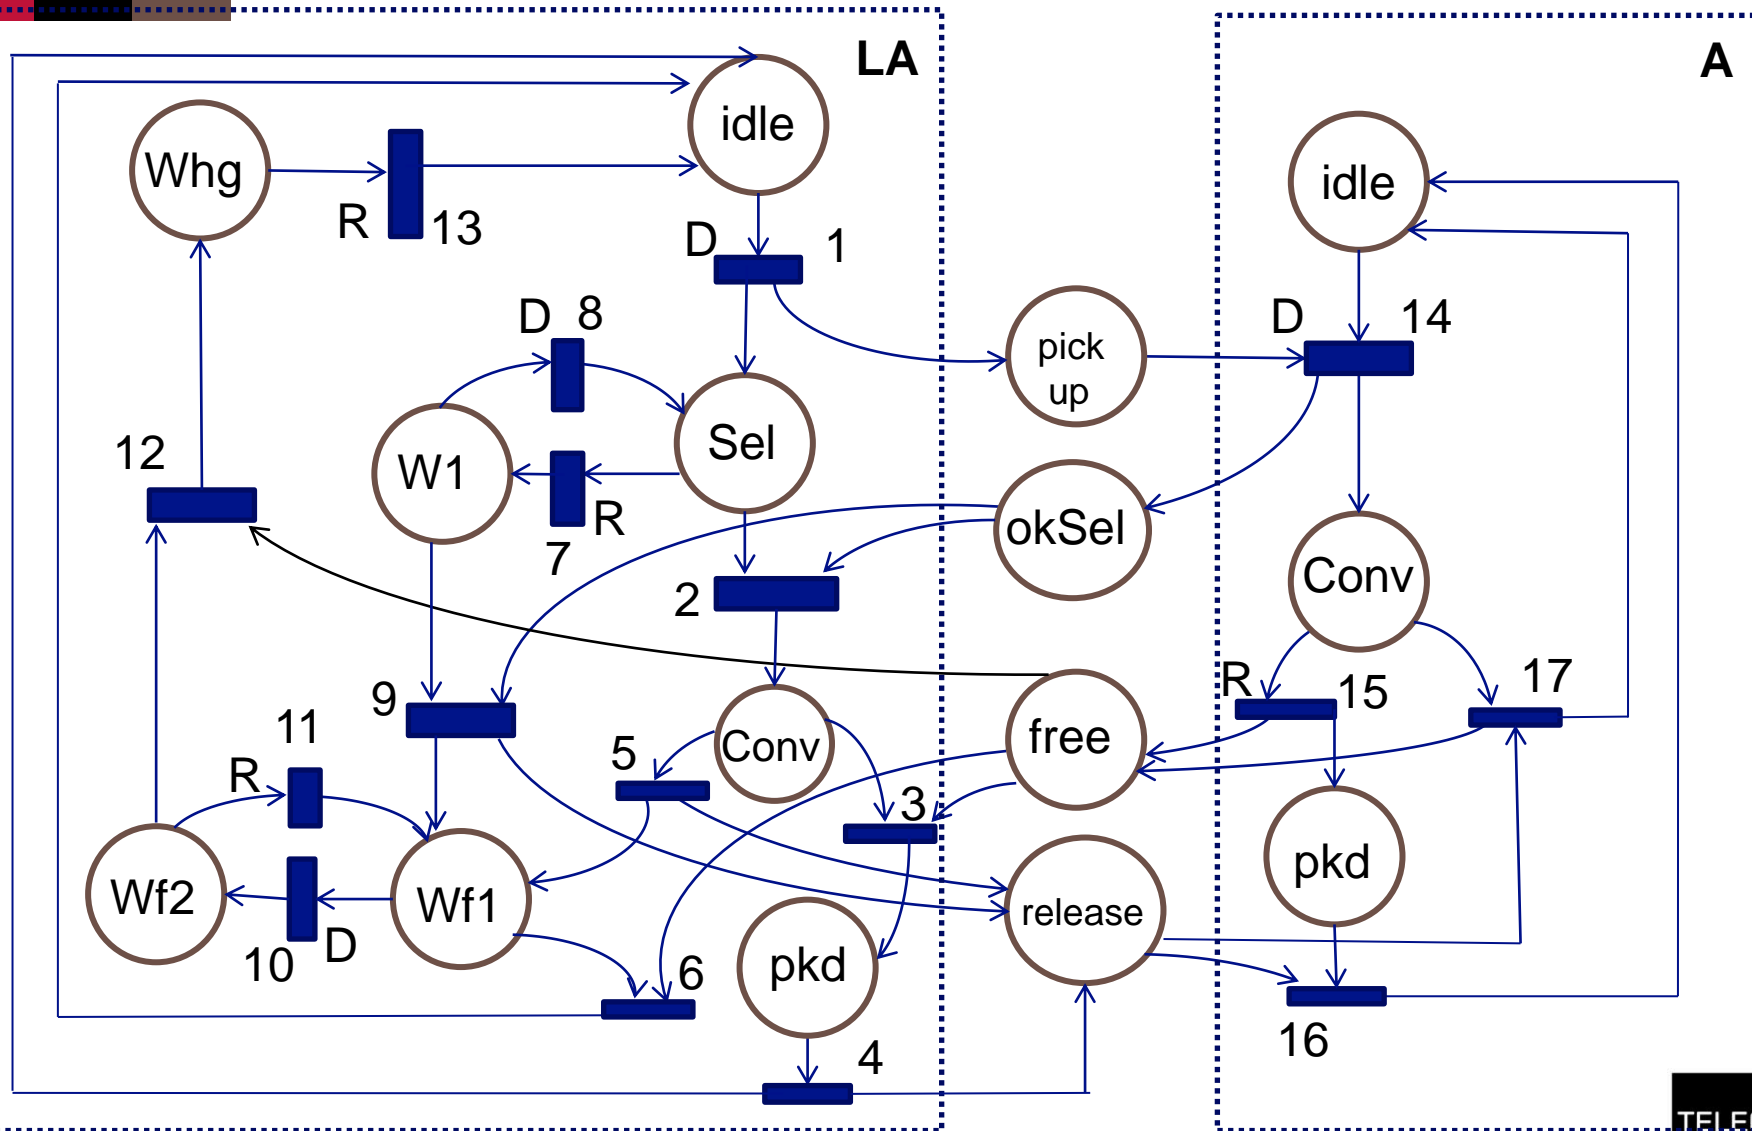 LA
A
idle
Whg
idle
R
13
D
1
D
8
D
14
pick
up
12
W1
Sel
R
7
okSel
2
Conv
9
R
15
17
11
5
Conv
free
R
3
Wf2
Wf1
release
pkd
10
D
6
pkd
16
4